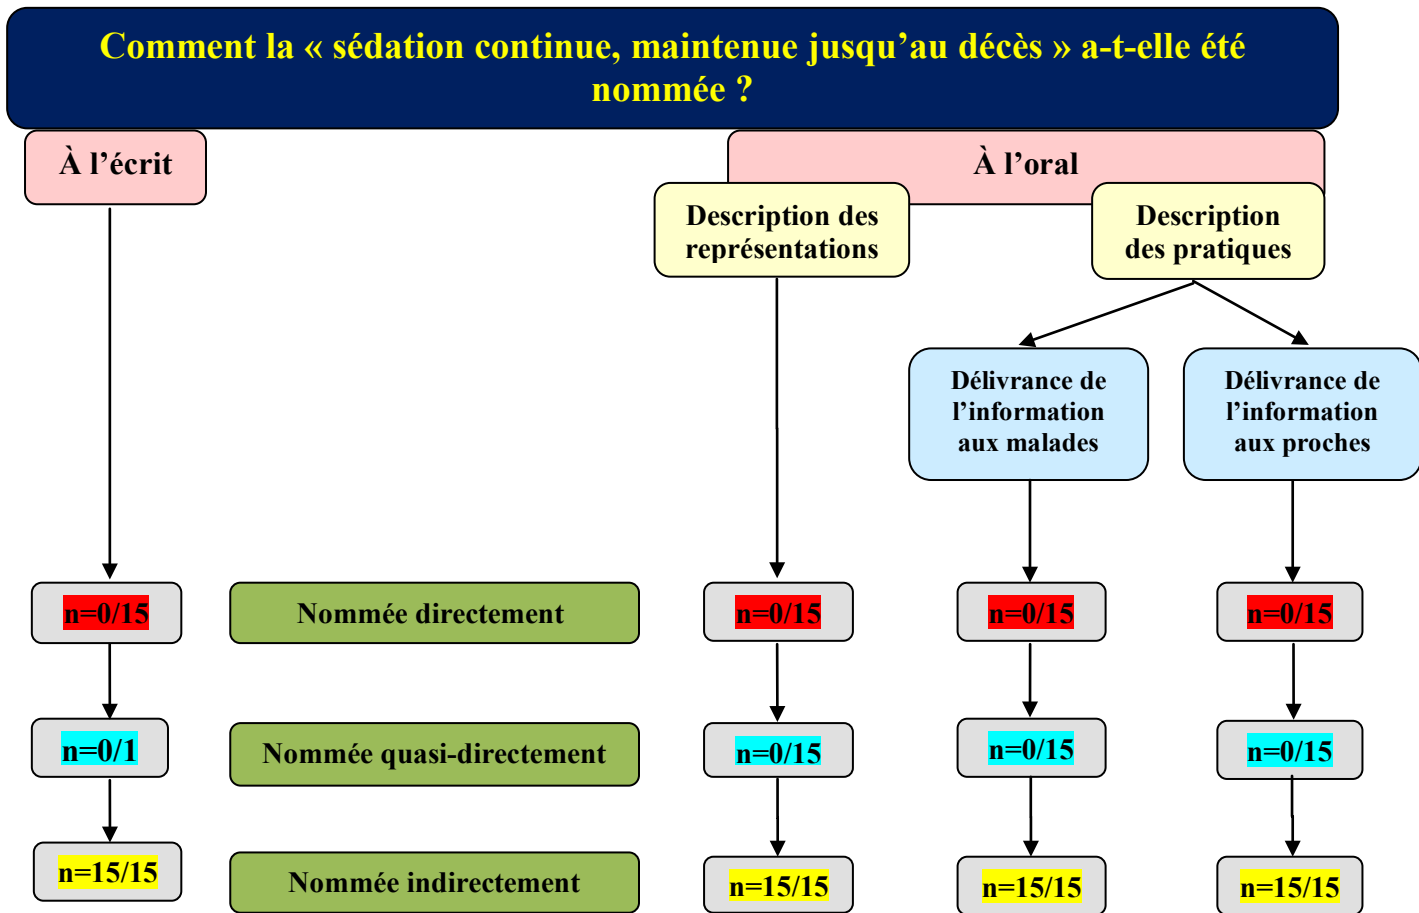 Comment la « sédation continue, maintenue jusqu’au décès » a-t-elle été
nommée ?
À l’écrit
À l’oral
Description des
représentations
Description
des pratiques
Délivrance de
l’information
aux malades
Délivrance de
l’information
aux proches
n=0/15
Nommée directement
n=0/15
n=0/15
n=0/15
n=0/1
Nommée quasi-directement
n=0/15
n=0/15
n=0/15
n=15/15
Nommée indirectement
n=15/15
n=15/15
n=15/15